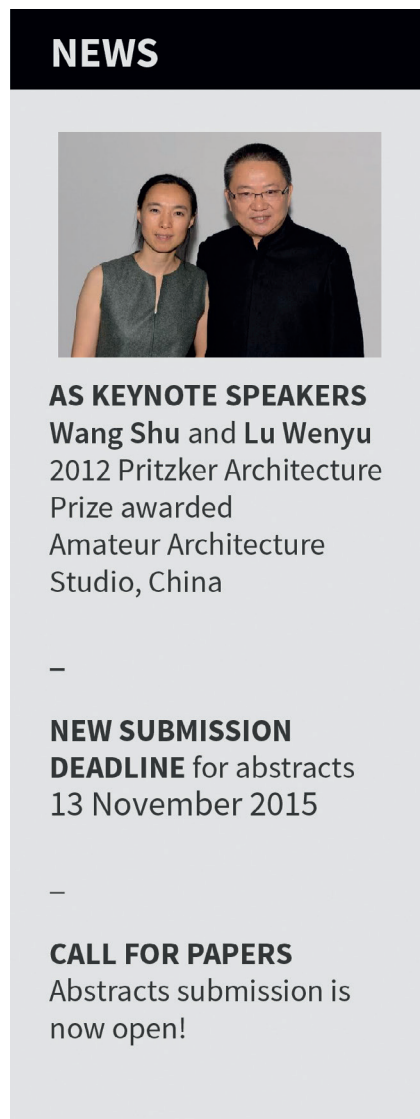 NEWS
AS KEYNOTE SPEAKERS
Wang Shu and Lu Wenyu
2012 Pritzker Architecture
Prize awarded
Amateur Architecture
Studio, China
–
NEW SUBMISSION
DEADLINE for abstracts
13 November 2015
–
CALL FOR PAPERS
Abstracts submission is
now open!